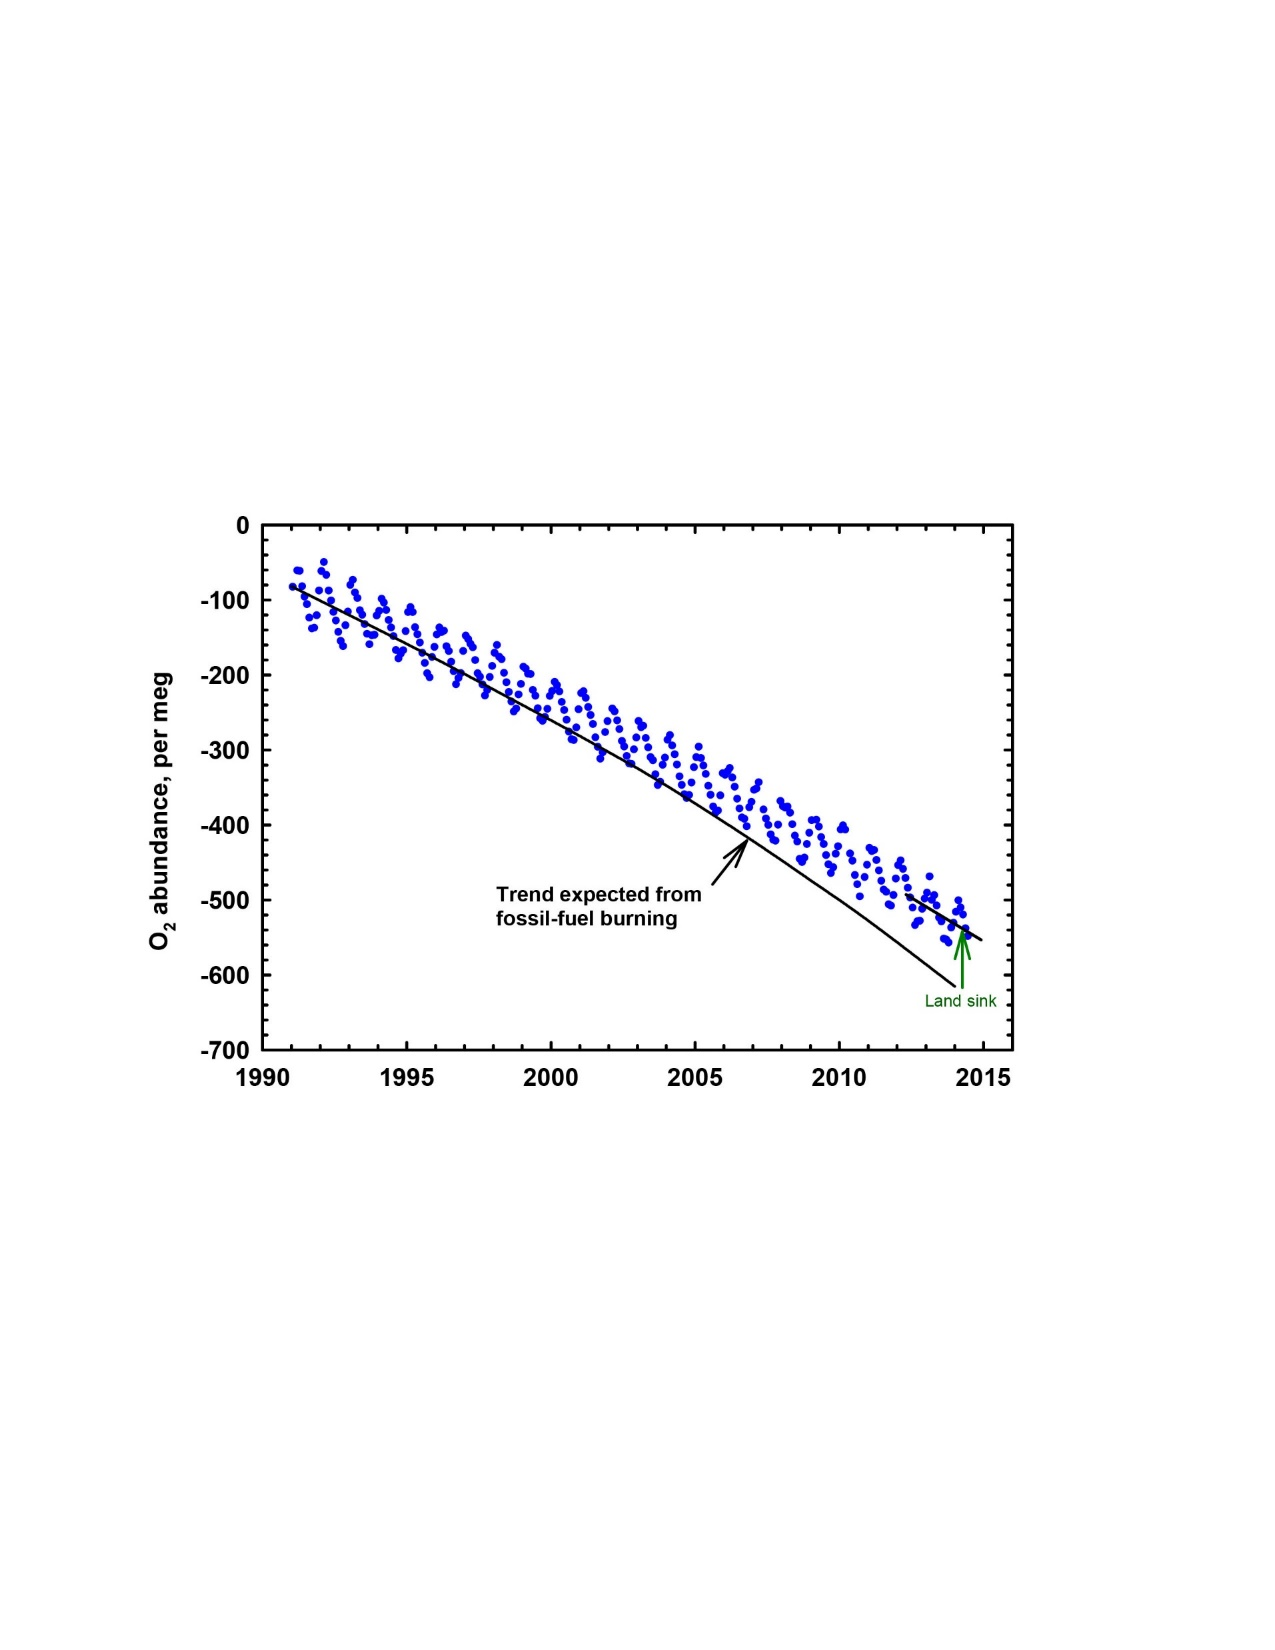 0
-100
-200
-300
-400
-500
-600
-700
O2 abundance, per meg
Trend expected from
fossil-fuel burning
Land sink
1990 1995 2000 2005 2010 2015